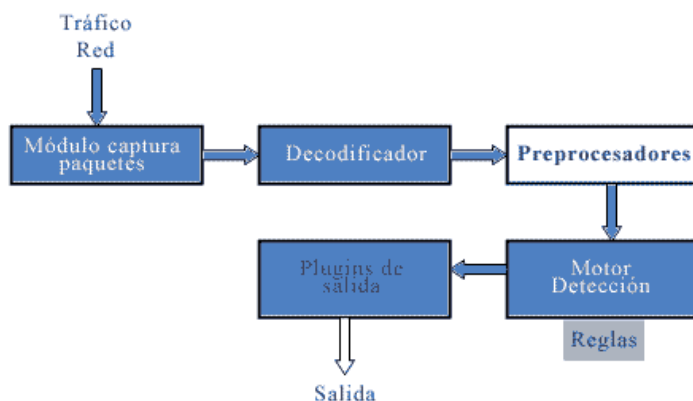 Tráfico
Red
Módulo captura
paquetes
Decodificador
Preprocesadores
Plugins de
salida
Motor
Detección
Reglas
Salida